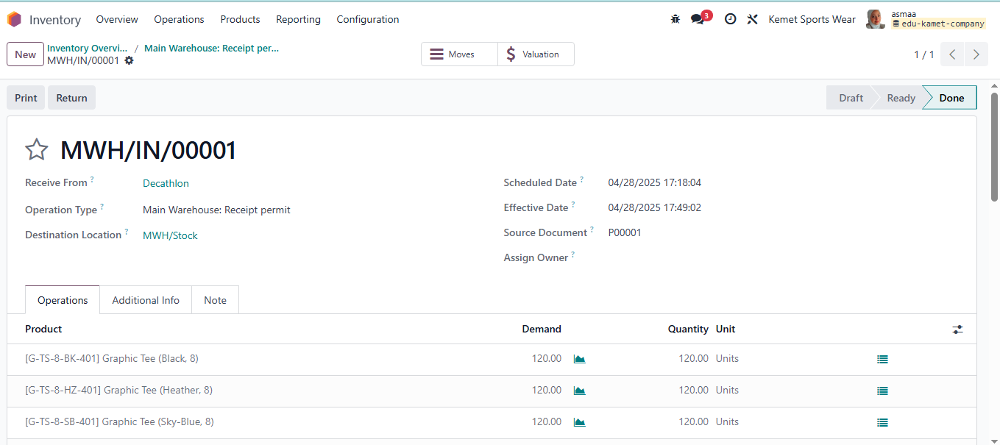 Inventory Overview Operations Products Reporting Configuration 3 Kemet Sports Wear asmaa
edu-kamet-company
New Inventory Overvi... / Main Warehouse: Receipt per...
MWH/IN/00001
Moves $ Valuation 1 / 1
Print Return Draft Ready Done
MWH/IN/00001
Receive From ? Decathlon
Operation Type ? Main Warehouse: Receipt permit
Destination Location ? MWH/Stock
Scheduled Date ? 04/28/2025 17:18:04
Effective Date ? 04/28/2025 17:49:02
Source Document ? P00001
Assign Owner ?
Operations Additional Info Note
Product Demand Quantity Unit
[G-TS-8-BK-401] Graphic Tee (Black, 8) 120.00 120.00 Units
[G-TS-8-HZ-401] Graphic Tee (Heather, 8) 120.00 120.00 Units
[G-TS-8-SB-401] Graphic Tee (Sky-Blue, 8) 120.00 120.00 Units